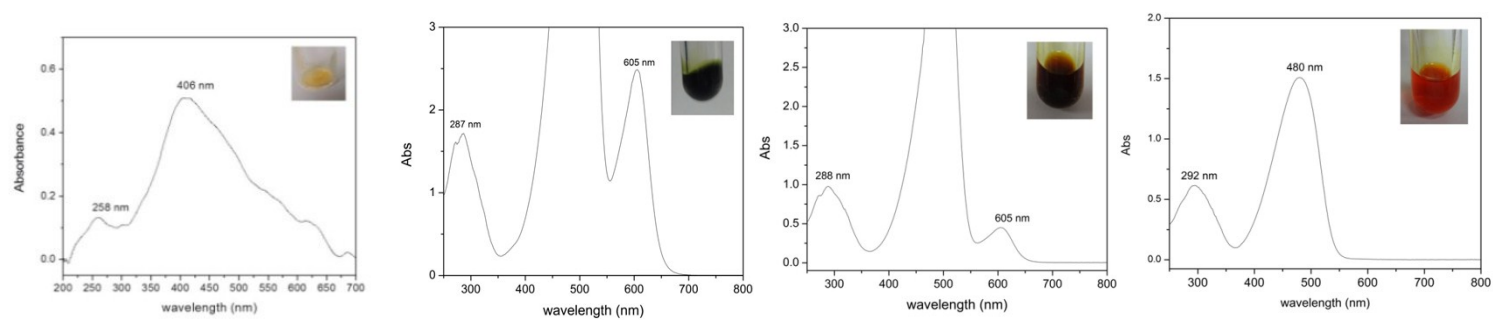 Absorbance
0.6
0.4
0.2
0.0
406 nm
258 nm
200 250 300 350 400 450 500 550 600 650 700
wavelength (nm)
Abs
3
2
1
0
287 nm
605 nm
300 400 500 600 700 800
wavelength (nm)
Abs
3.0
2.5
2.0
1.5
1.0
0.5
0.0
288 nm
605 nm
300 400 500 600 700 800
wavelength (nm)
Abs
2.0
1.5
1.0
0.5
0.0
292 nm
480 nm
300 400 500 600 700 800
wavelength (nm)